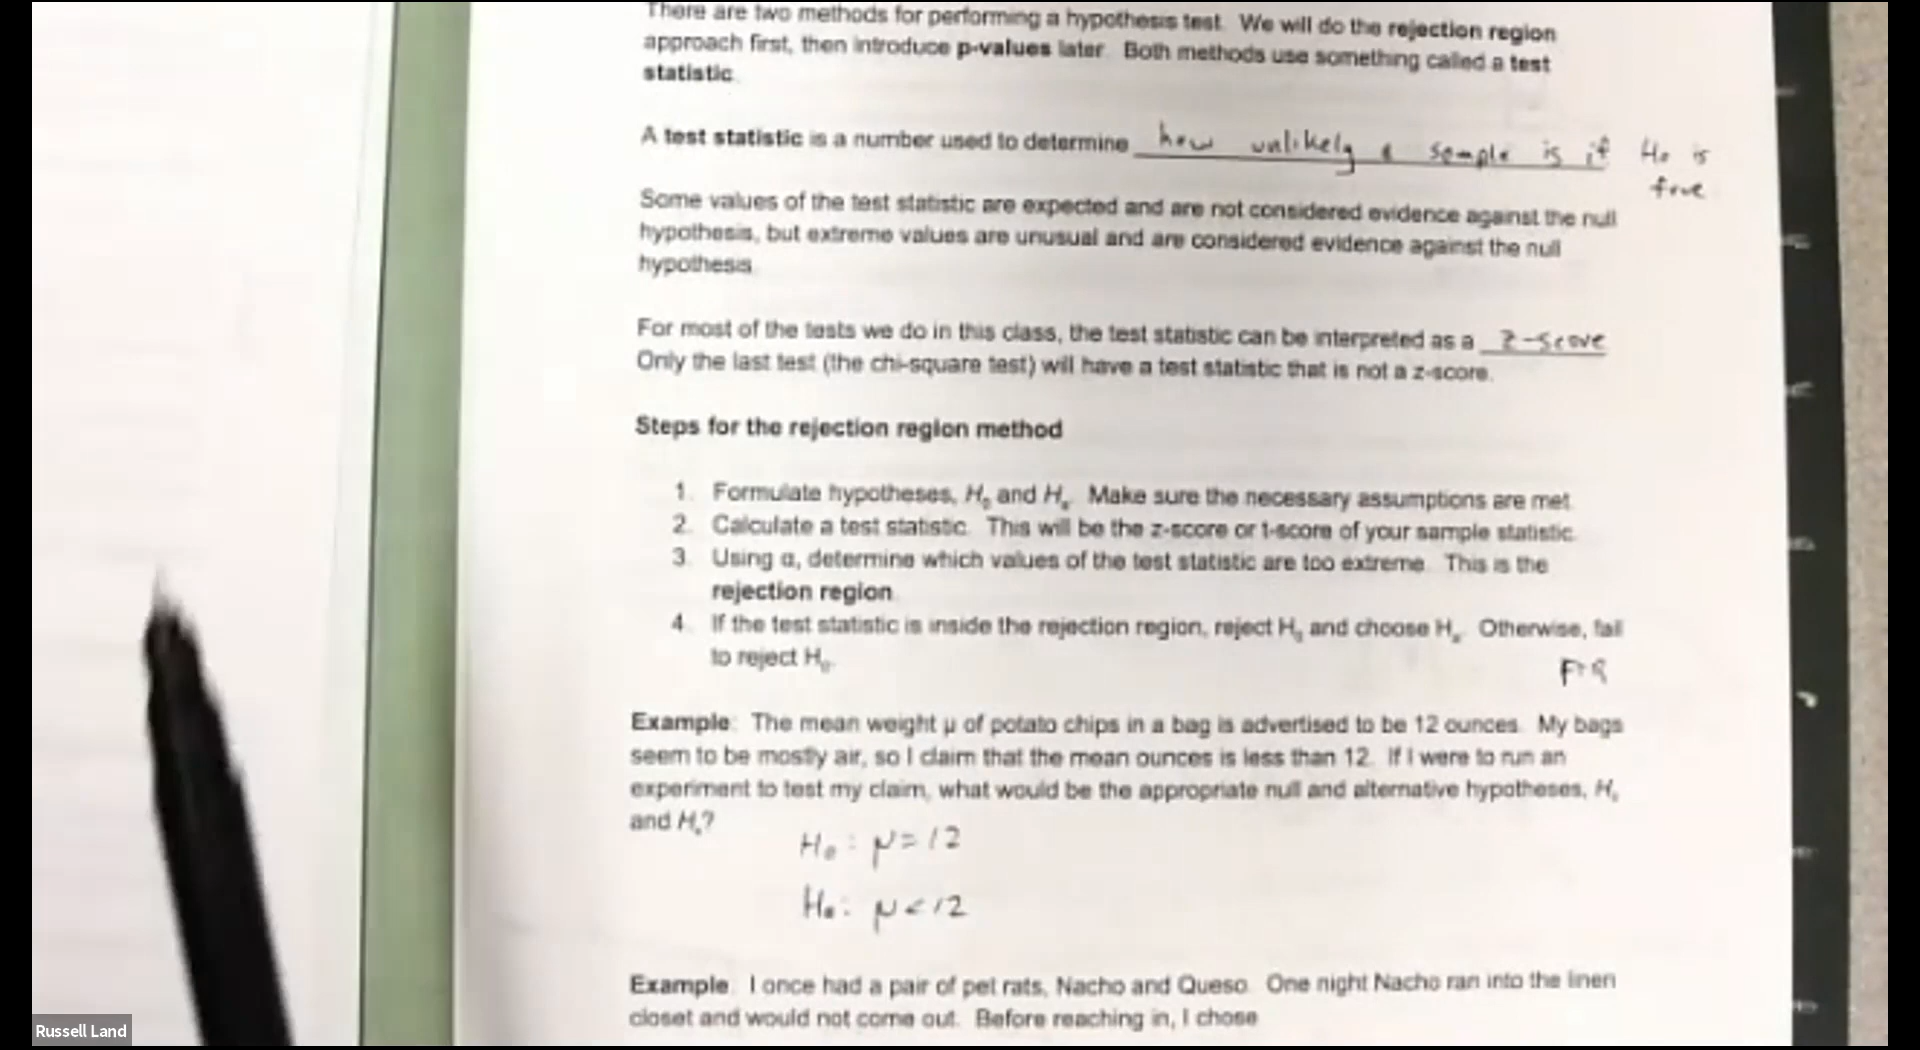 There are two methods for performing a hypothesis test. We will do the rejection region
approach first, then introduce p-values later. Both methods use something called a test
statistic.
A test statistic is a number used to determine how unlikely a sample is if H₀ is
true
Some values of the test statistic are expected and are not considered evidence against the null
hypothesis, but extreme values are unusual and are considered evidence against the null
hypothesis.
For most of the tests we do in this class, the test statistic can be interpreted as a z-score
Only the last test (the chi-square test) will have a test statistic that is not a z-score.
Steps for the rejection region method
1. Formulate hypotheses, H₀ and Hₐ. Make sure the necessary assumptions are met.
2. Calculate a test statistic. This will be the z-score or t-score of your sample statistic.
3. Using α, determine which values of the test statistic are too extreme. This is the
rejection region.
4. If the test statistic is inside the rejection region, reject H₀ and choose Hₐ. Otherwise, fail
to reject H₀.
FTR
Example: The mean weight μ of potato chips in a bag is advertised to be 12 ounces. My bags
seem to be mostly air, so I claim that the mean ounces is less than 12. If I were to run an
experiment to test my claim, what would be the appropriate null and alternative hypotheses, H₀
and Hₐ?
H₀: μ = 12
Hₐ: μ < 12
Example: I once had a pair of pet rats, Nacho and Queso. One night Nacho ran into the linen
closet and would not come out. Before reaching in, I chose
Russell Land